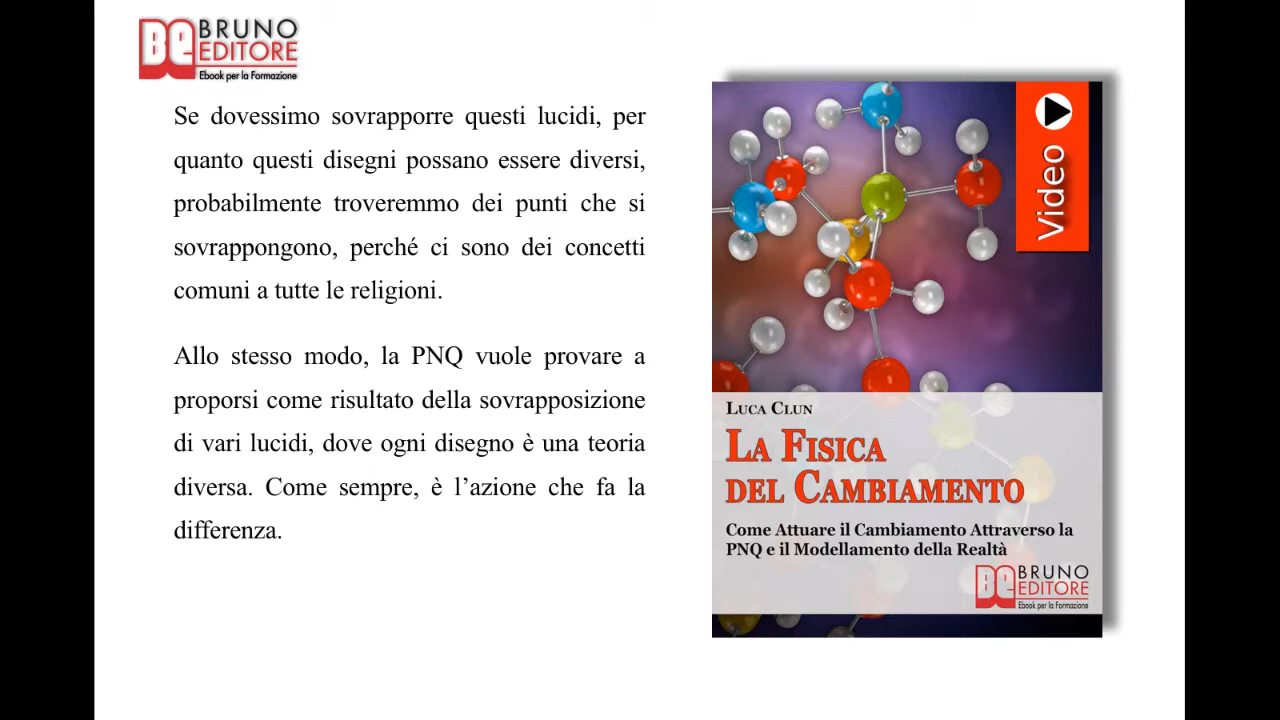 BRUNO
EDITORE
Ebook per la Formazione
Se dovessimo sovrapporre questi lucidi, per
quanto questi disegni possano essere diversi,
probabilmente troveremmo dei punti che si
sovrappongono, perché ci sono dei concetti
comuni a tutte le religioni.
Allo stesso modo, la PNQ vuole provare a
proporsi come risultato della sovrapposizione
di vari lucidi, dove ogni disegno è una teoria
diversa. Come sempre, è l’azione che fa la
differenza.
Video
LUCA CLUN
LA FISICA
DEL CAMBIAMENTO
Come Attuare il Cambiamento Attraverso la
PNQ e il Modellamento della Realtà
BRUNO
EDITORE
Ebook per la Formazione